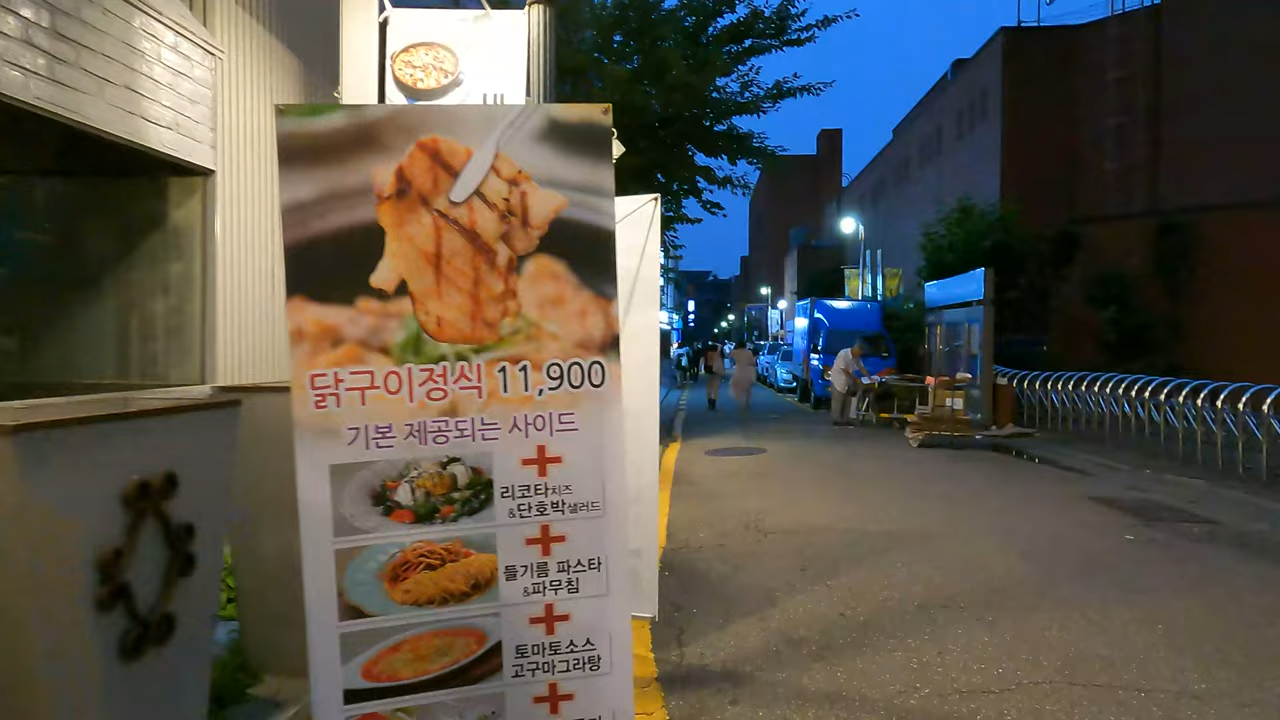 닭구이정식 11,900
기본 제공되는 사이드
리코타치즈
&단호박샐러드
들기름 파스타
&파무침
토마토소스
고구마그라탕